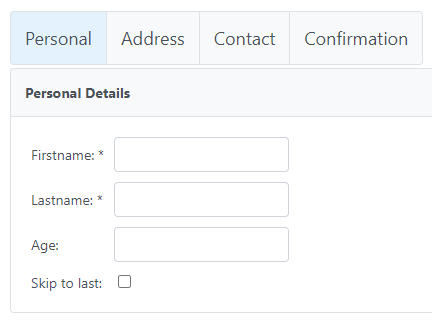 Personal Address Contact Confirmation
Personal Details
Firstname: *
Lastname: *
Age:
Skip to last: